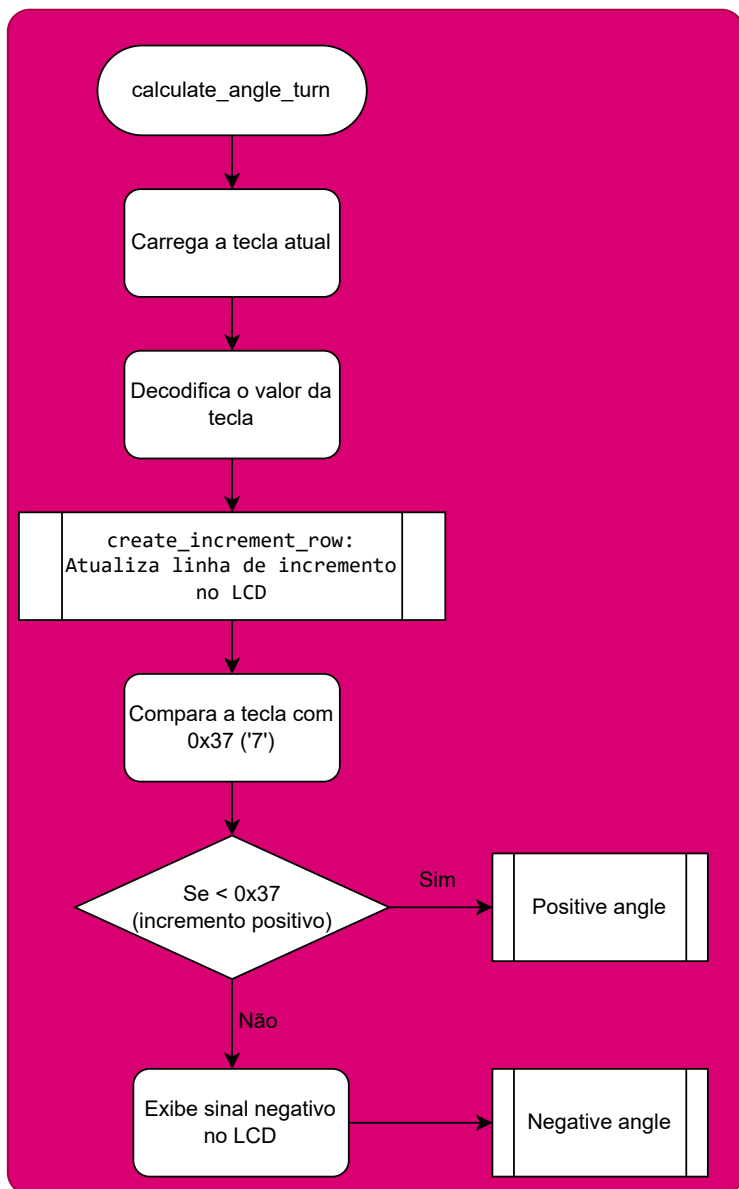 calculate_angle_turn
Carrega a tecla atual
Decodifica o valor da
tecla
create_increment_row:
Atualiza linha de incremento
no LCD
Compara a tecla com
0x37 ('7')
Se < 0x37
(incremento positivo)
Sim
Positive angle
Não
Exibe sinal negativo
no LCD
Negative angle